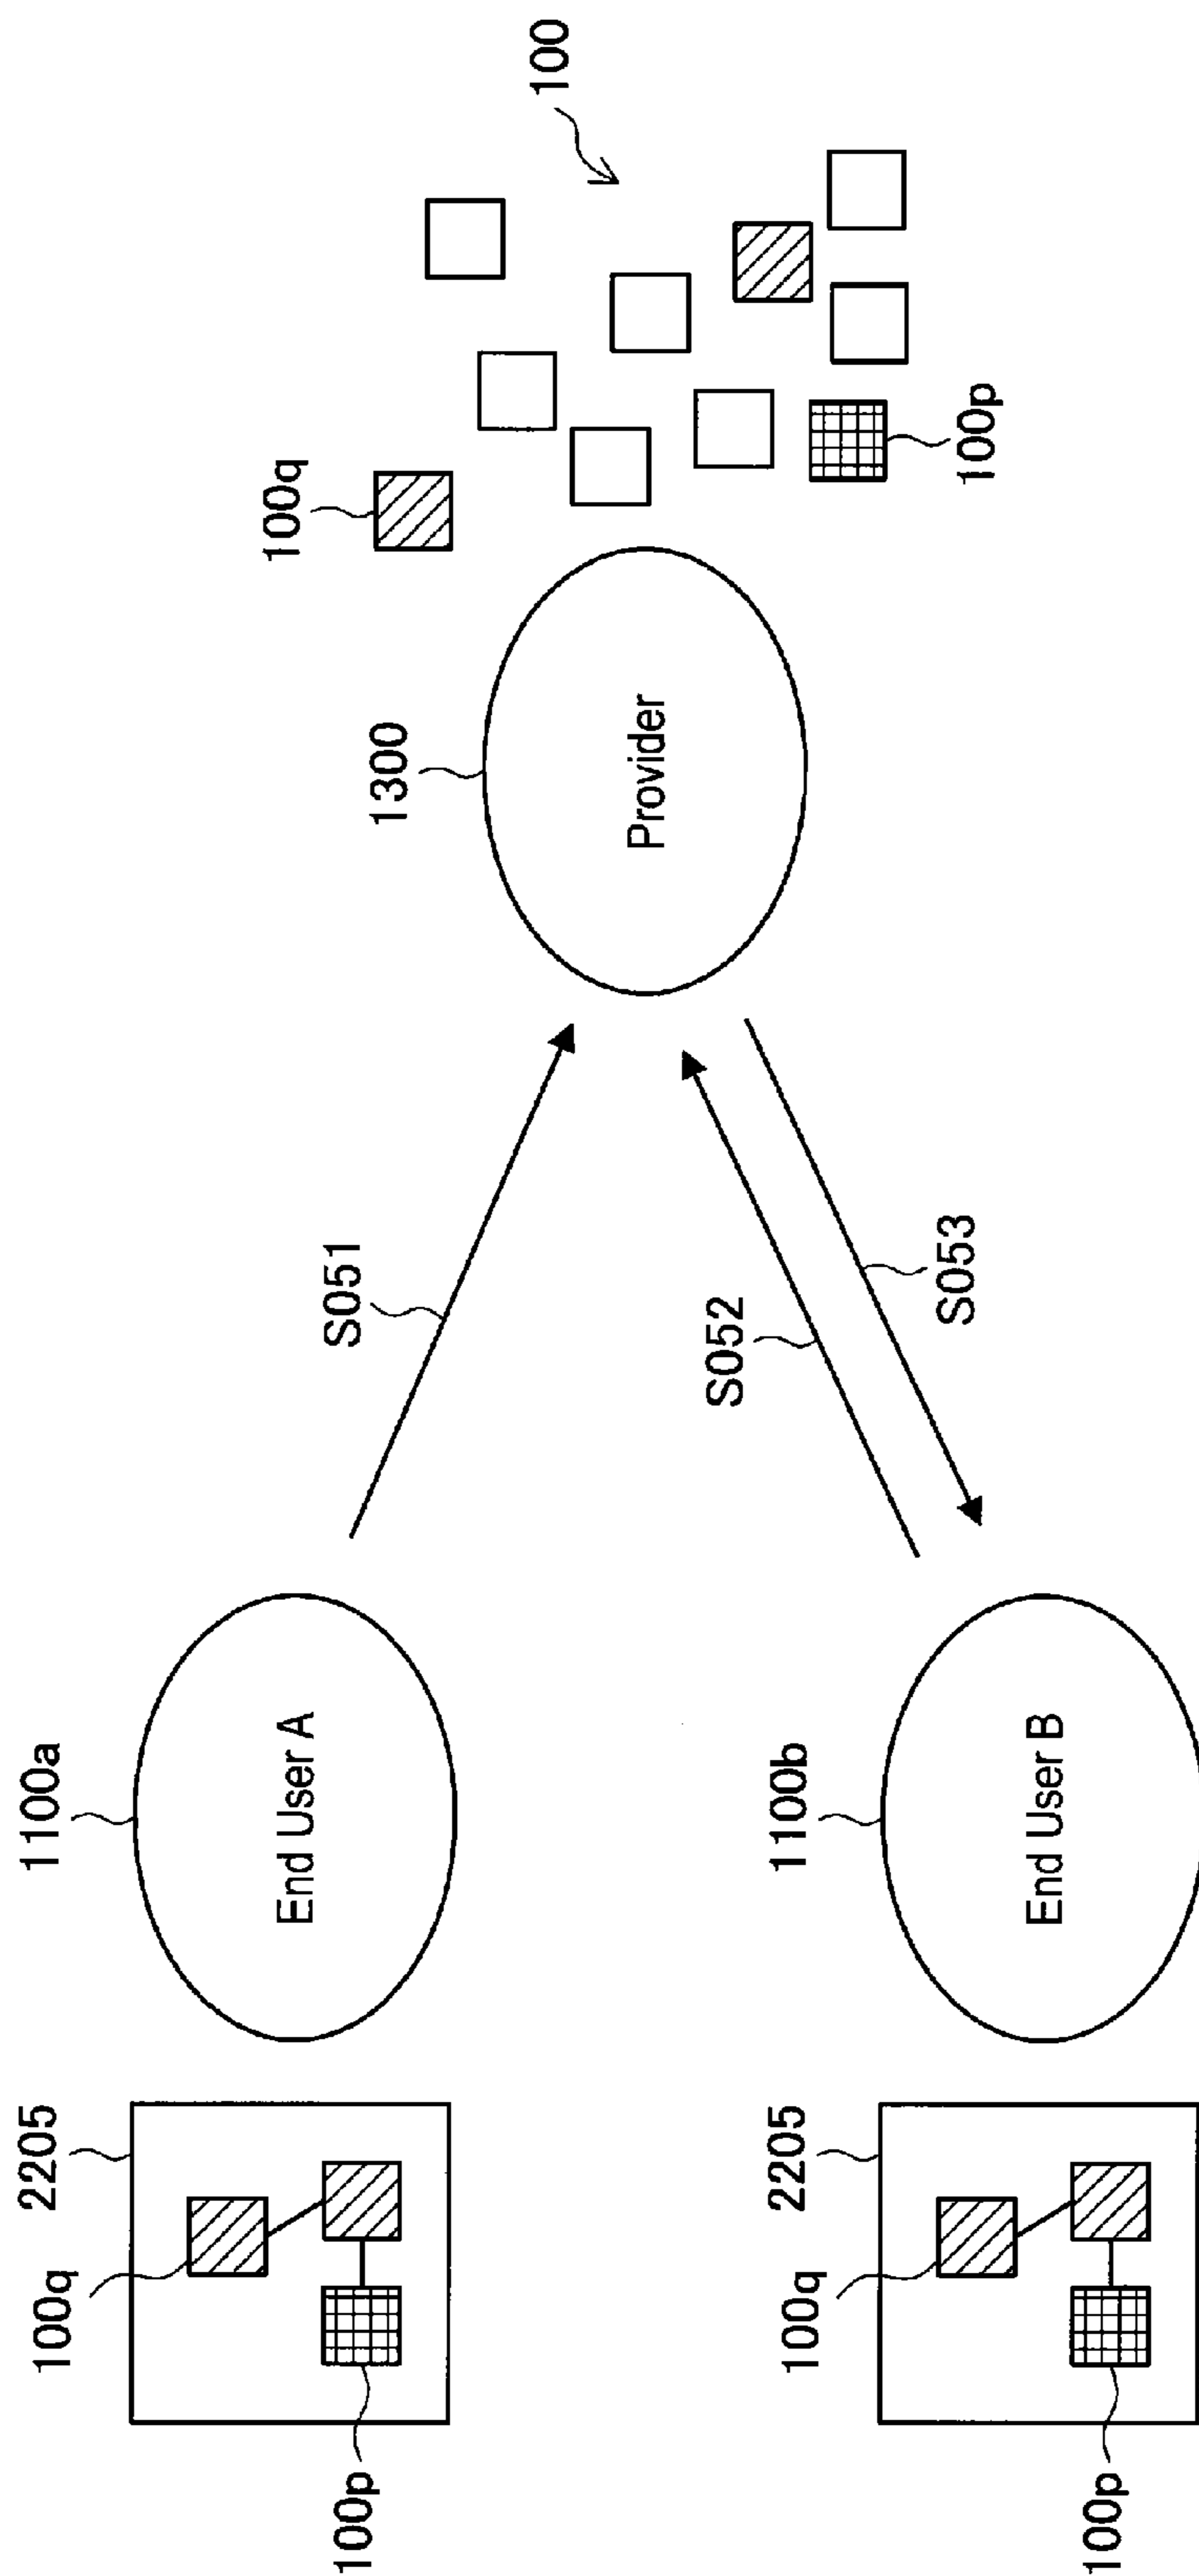 1100a
2205
100q
100p
End User A
S051
1300
Provider
100q
100
100p
S052
S053
1100b
2205
100q
100p
End User B